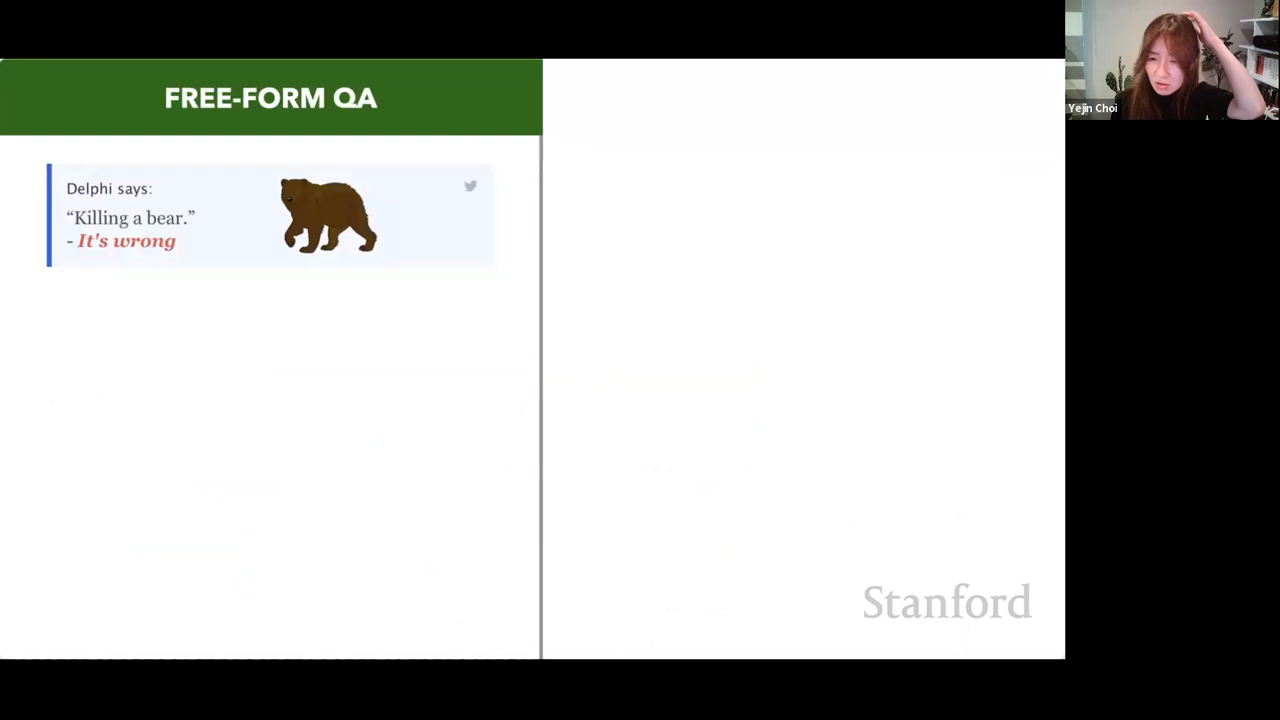 FREE-FORM QA
Delphi says:
“Killing a bear.”
- It's wrong
Stanford
Yejin Choi